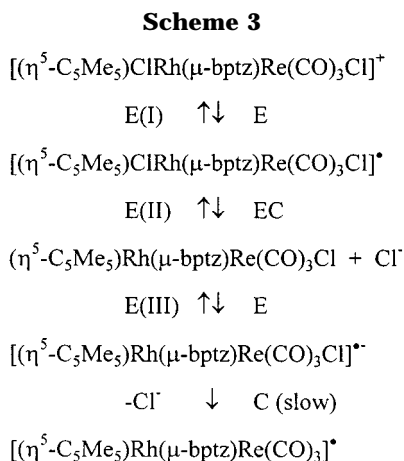 Scheme 3
[(η⁵-C₅Me₅)ClRh(μ-bptz)Re(CO)₃Cl]⁺
E(I) ↑↓ E
[(η⁵-C₅Me₅)ClRh(μ-bptz)Re(CO)₃Cl]•
E(II) ↑↓ EC
(η⁵-C₅Me₅)Rh(μ-bptz)Re(CO)₃Cl + Cl⁻
E(III) ↑↓ E
[(η⁵-C₅Me₅)Rh(μ-bptz)Re(CO)₃Cl]•⁻
-Cl⁻ ↓ C (slow)
[(η⁵-C₅Me₅)Rh(μ-bptz)Re(CO)₃]•